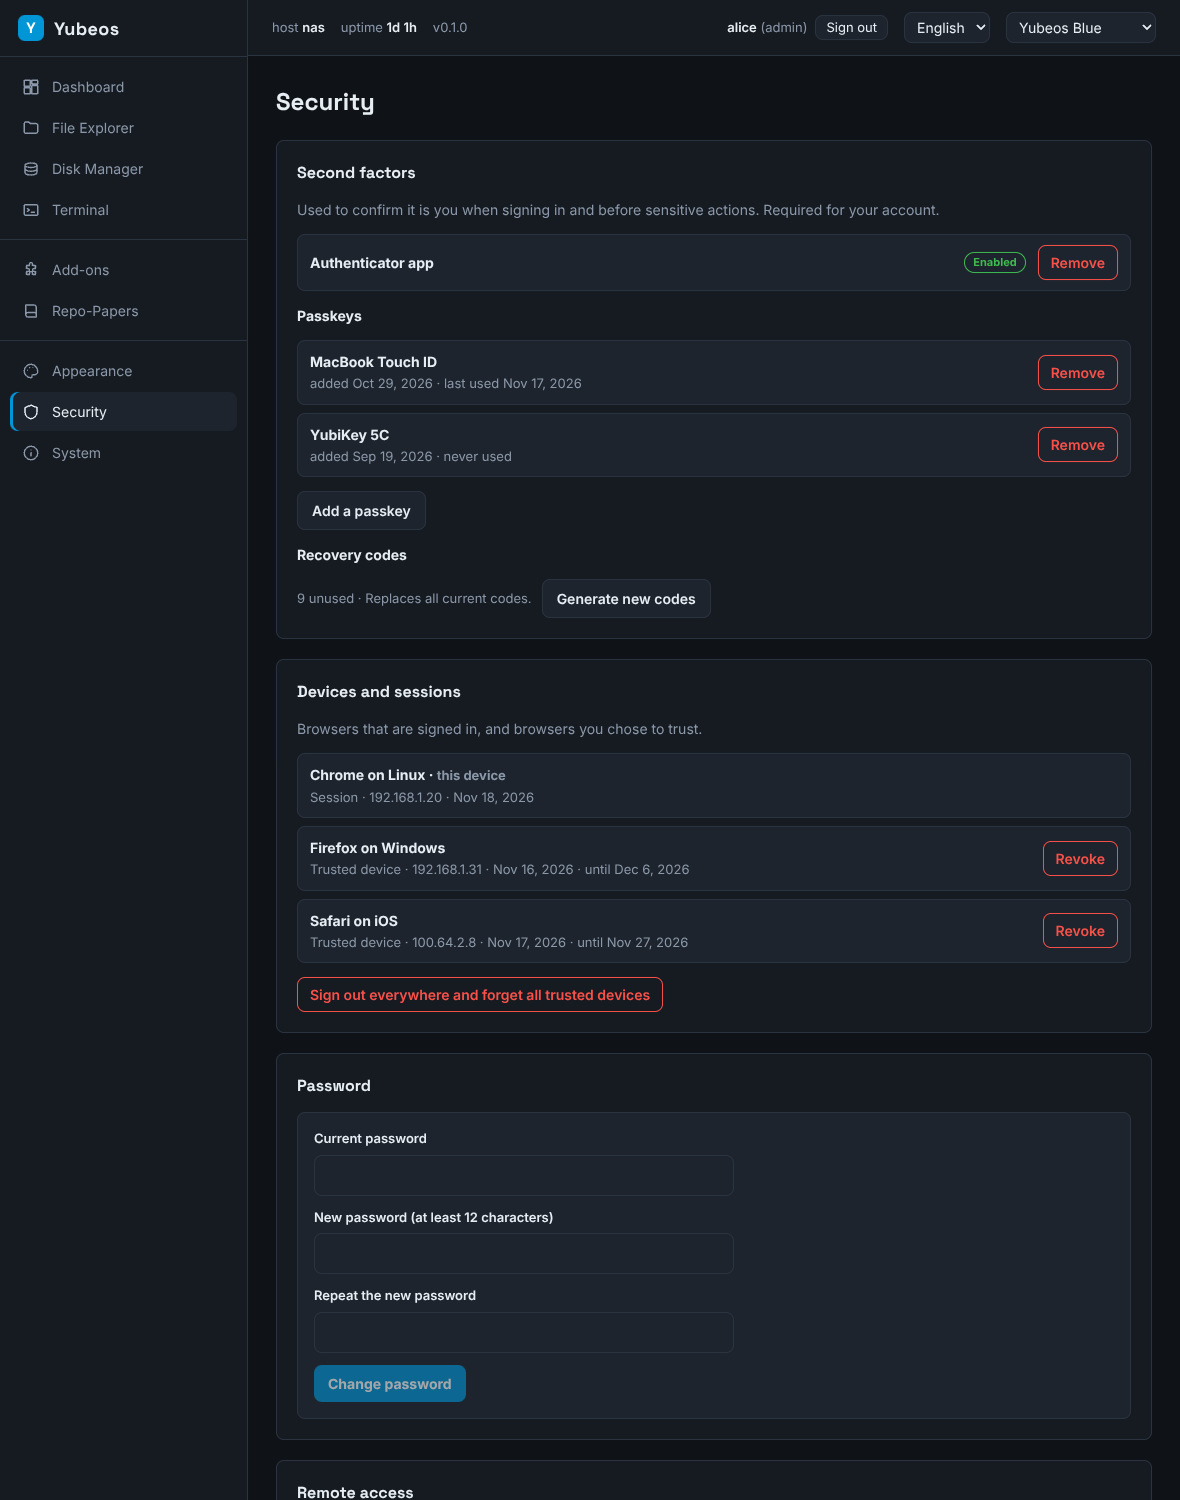 Y Yubeos
host nas uptime 1d 1h v0.1.0
alice (admin) Sign out English Yubeos Blue
Dashboard
File Explorer
Disk Manager
Terminal
Add-ons
Repo-Papers
Appearance
Security
System
Security
Second factors
Used to confirm it is you when signing in and before sensitive actions. Required for your account.
Authenticator app Enabled Remove
Passkeys
MacBook Touch ID
added Oct 29, 2026 · last used Nov 17, 2026
Remove
YubiKey 5C
added Sep 19, 2026 · never used
Remove
Add a passkey
Recovery codes
9 unused · Replaces all current codes. Generate new codes
Devices and sessions
Browsers that are signed in, and browsers you chose to trust.
Chrome on Linux · this device
Session · 192.168.1.20 · Nov 18, 2026
Firefox on Windows
Trusted device · 192.168.1.31 · Nov 16, 2026 · until Dec 6, 2026
Revoke
Safari on iOS
Trusted device · 100.64.2.8 · Nov 17, 2026 · until Nov 27, 2026
Revoke
Sign out everywhere and forget all trusted devices
Password
Current password
New password (at least 12 characters)
Repeat the new password
Change password
Remote access